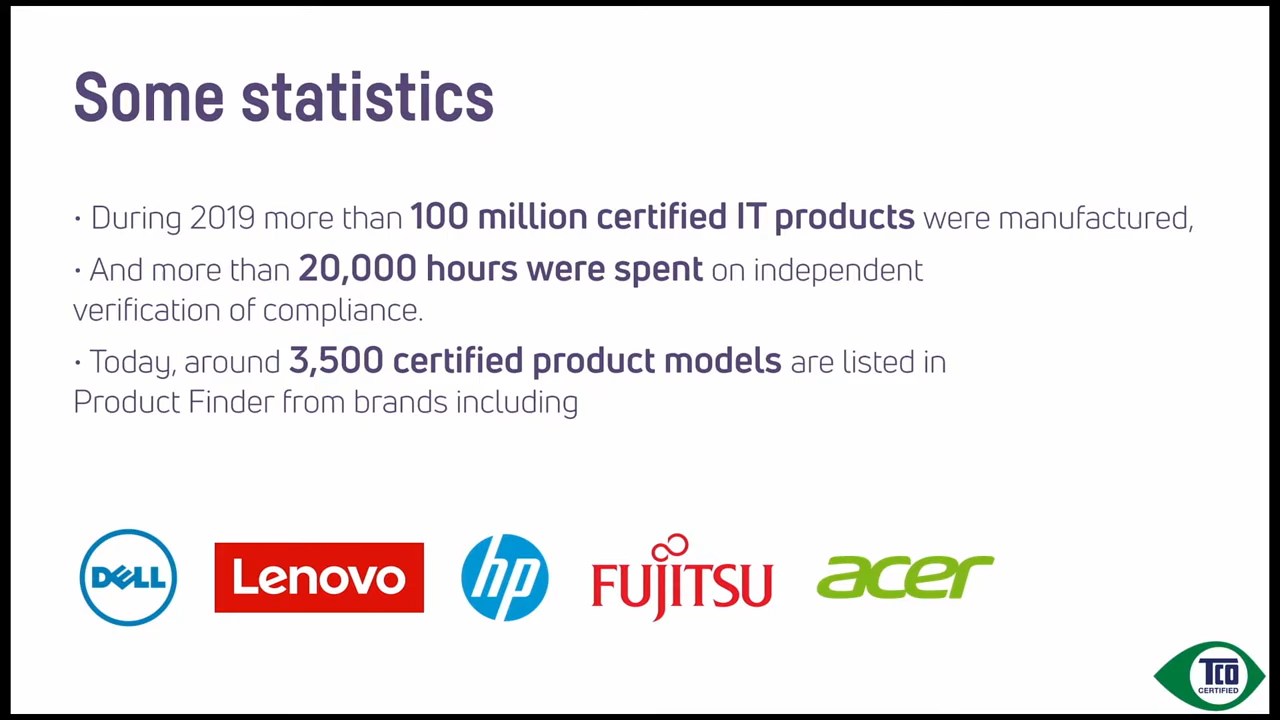 Some statistics
· During 2019 more than 100 million certified IT products were manufactured,
· And more than 20,000 hours were spent on independent
verification of compliance.
· Today, around 3,500 certified product models are listed in
Product Finder from brands including
DELL Lenovo hp FUJITSU acer
TCO
CERTIFIED